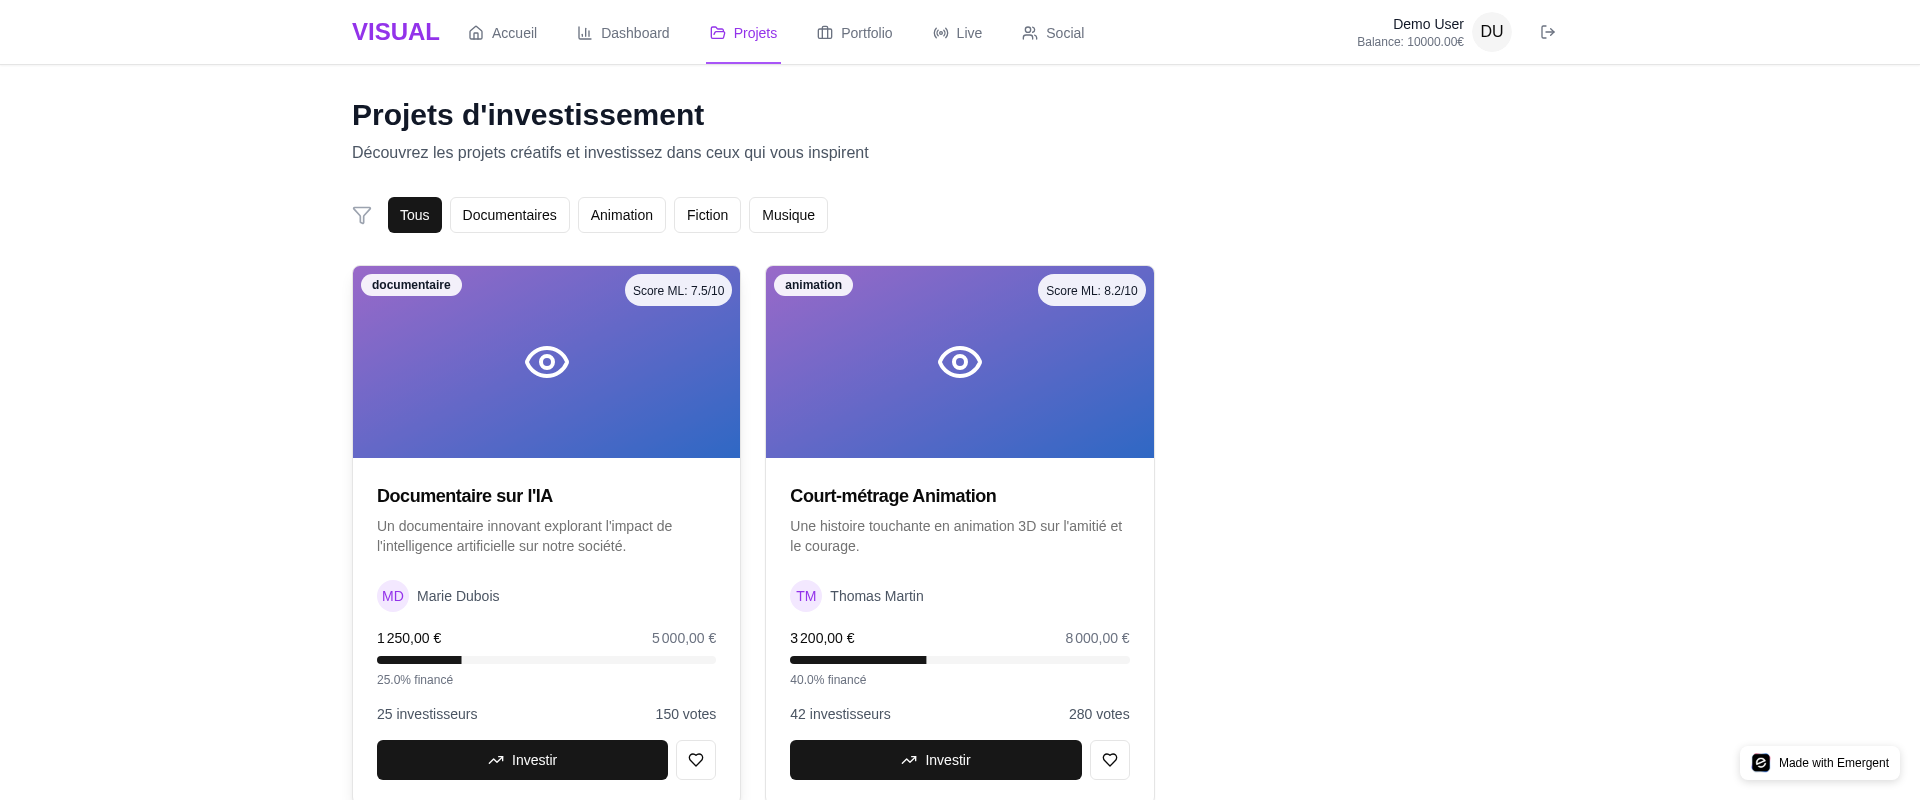 VISUAL
Accueil
Dashboard
Projets
Portfolio
Live
Social
Demo User
Balance: 10000.00€
DU
Projets d'investissement
Découvrez les projets créatifs et investissez dans ceux qui vous inspirent
Tous
Documentaires
Animation
Fiction
Musique
documentaire
Score ML: 7.5/10
Documentaire sur l'IA
Un documentaire innovant explorant l'impact de
l'intelligence artificielle sur notre société.
MD
Marie Dubois
1 250,00 €
5 000,00 €
25.0% financé
25 investisseurs
150 votes
Investir
animation
Score ML: 8.2/10
Court-métrage Animation
Une histoire touchante en animation 3D sur l'amitié et
le courage.
TM
Thomas Martin
3 200,00 €
8 000,00 €
40.0% financé
42 investisseurs
280 votes
Investir
Made with Emergent